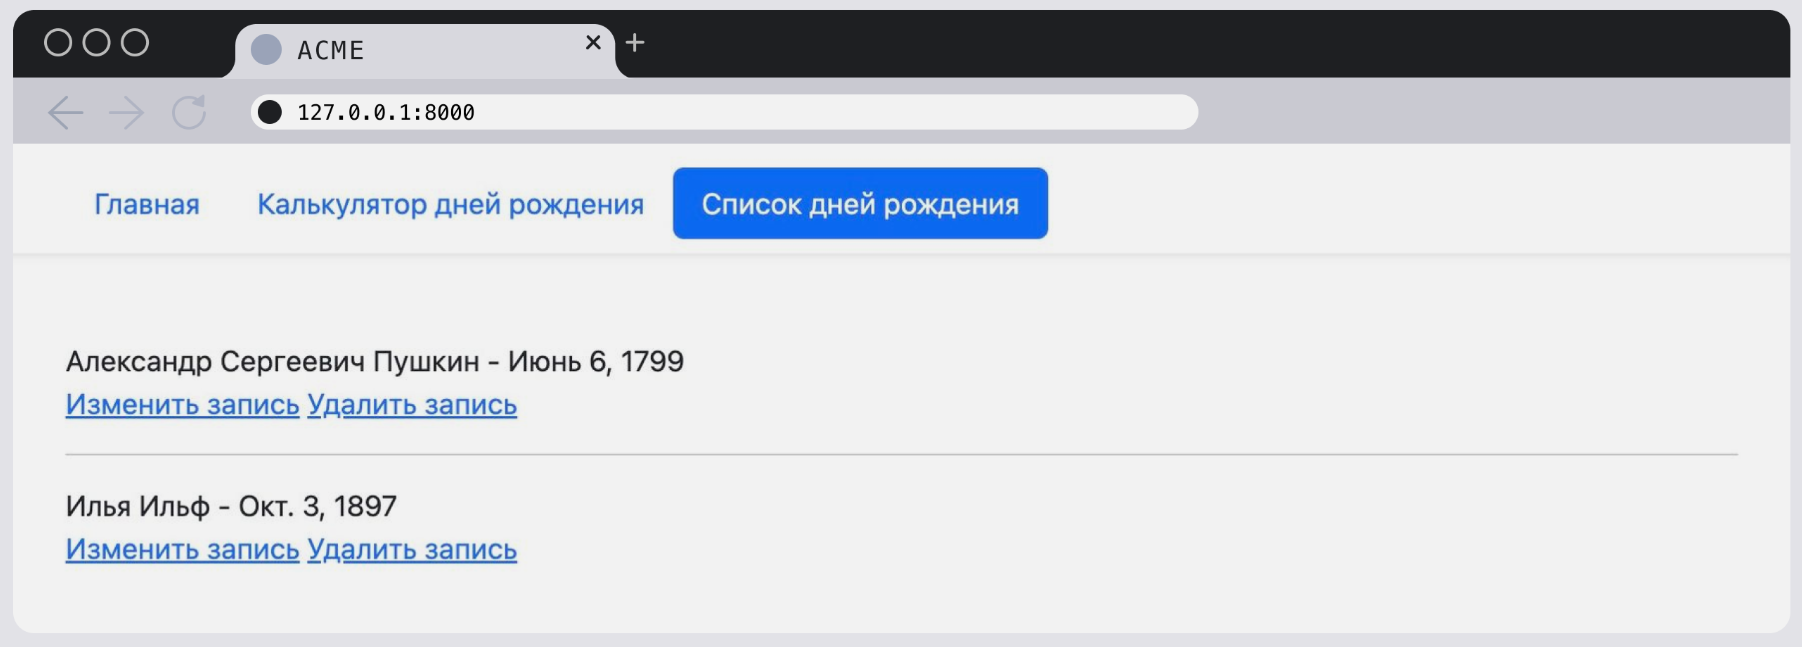 ACME
127.0.0.1:8000
Главная Калькулятор дней рождения Список дней рождения
Александр Сергеевич Пушкин - Июнь 6, 1799
Изменить запись Удалить запись
Илья Ильф - Окт. 3, 1897
Изменить запись Удалить запись